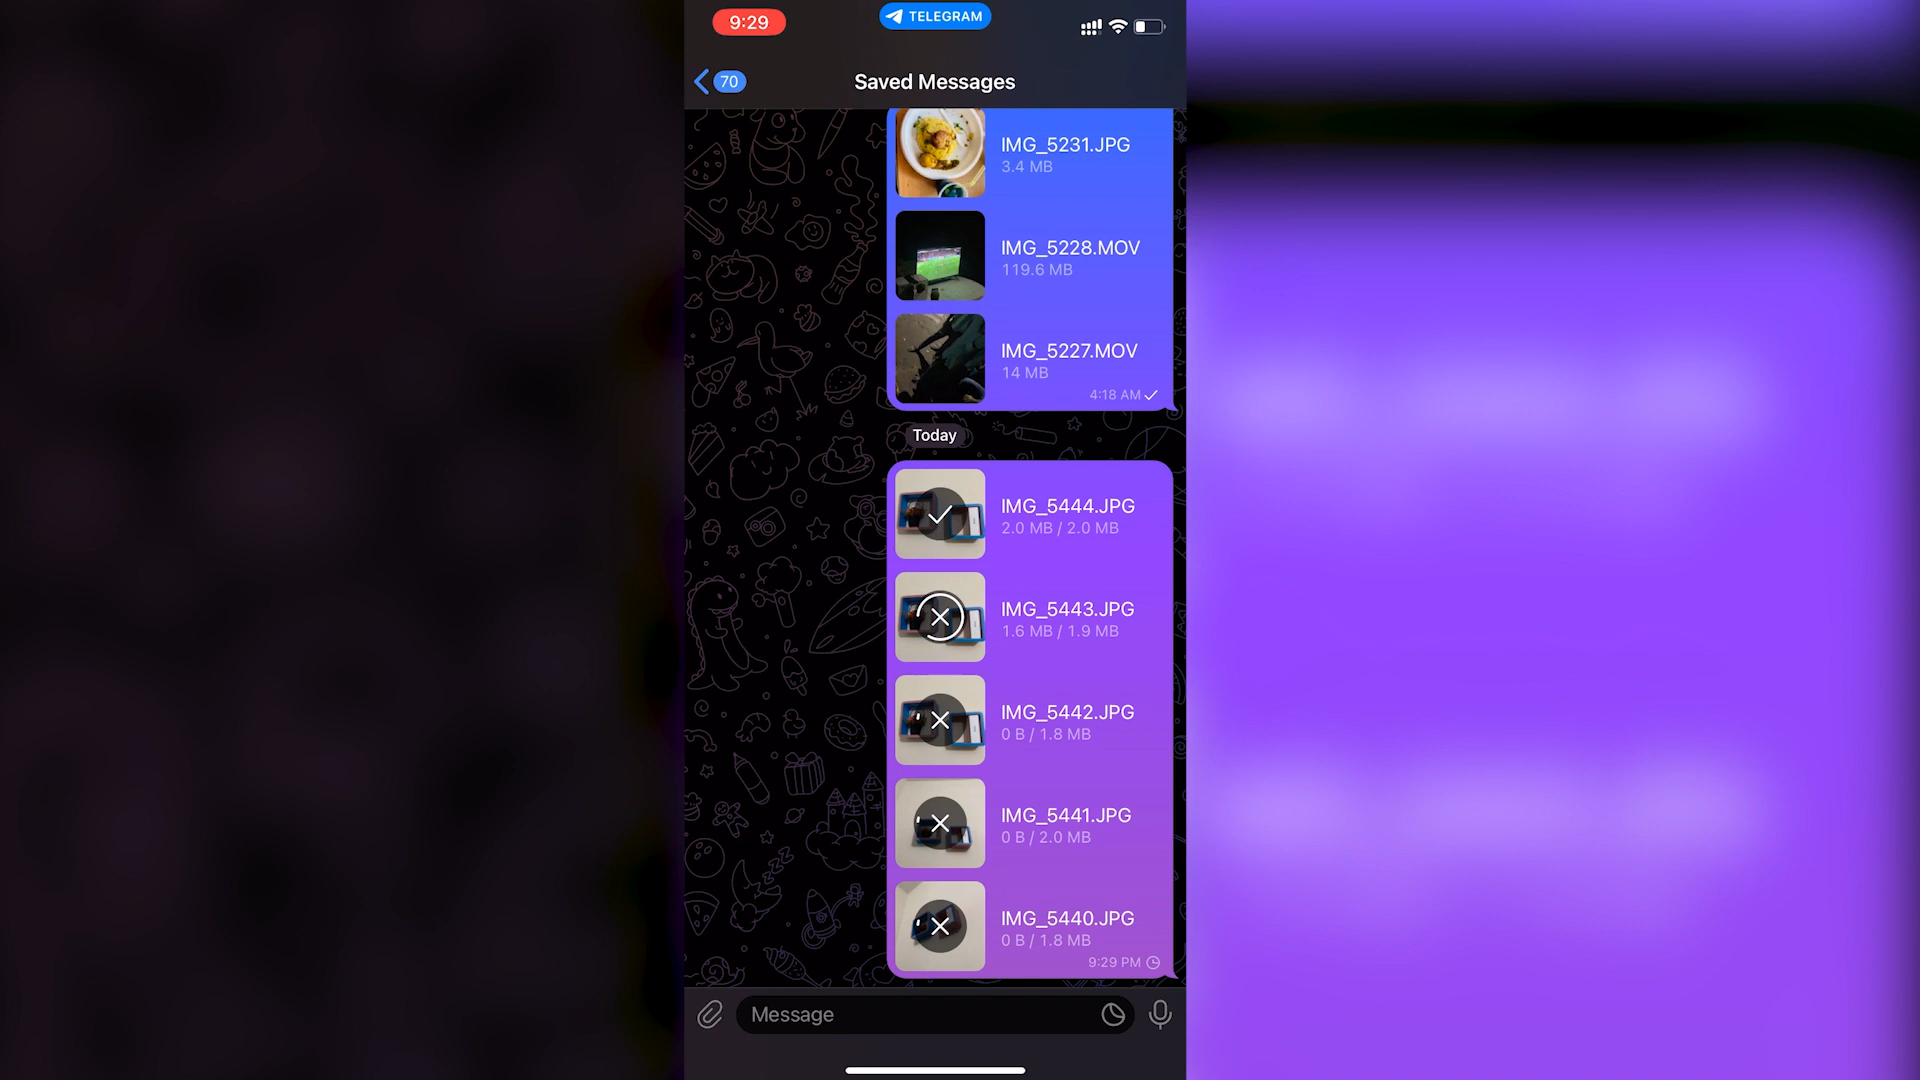 9:29
TELEGRAM
70
Saved Messages
IMG_5231.JPG
3.4 MB
IMG_5228.MOV
119.6 MB
IMG_5227.MOV
14 MB
4:18 AM
Today
IMG_5444.JPG
2.0 MB / 2.0 MB
IMG_5443.JPG
1.6 MB / 1.9 MB
IMG_5442.JPG
0 B / 1.8 MB
IMG_5441.JPG
0 B / 2.0 MB
IMG_5440.JPG
0 B / 1.8 MB
9:29 PM
Message